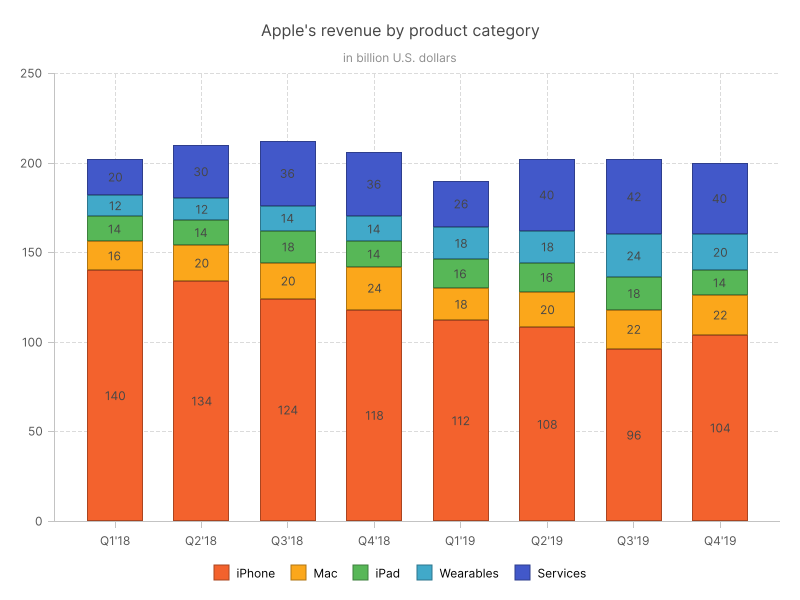 Apple's revenue by product category
in billion U.S. dollars
250
200
150
100
50
0
20 30 36 36 26 40 42 40
12 12 14 14 18 18 24 20
14 14 18 14 16 16 18 14
16 20 20 24 18 20 22 22
140 134 124 118 112 108 96 104
Q1'18 Q2'18 Q3'18 Q4'18 Q1'19 Q2'19 Q3'19 Q4'19
iPhone Mac iPad Wearables Services